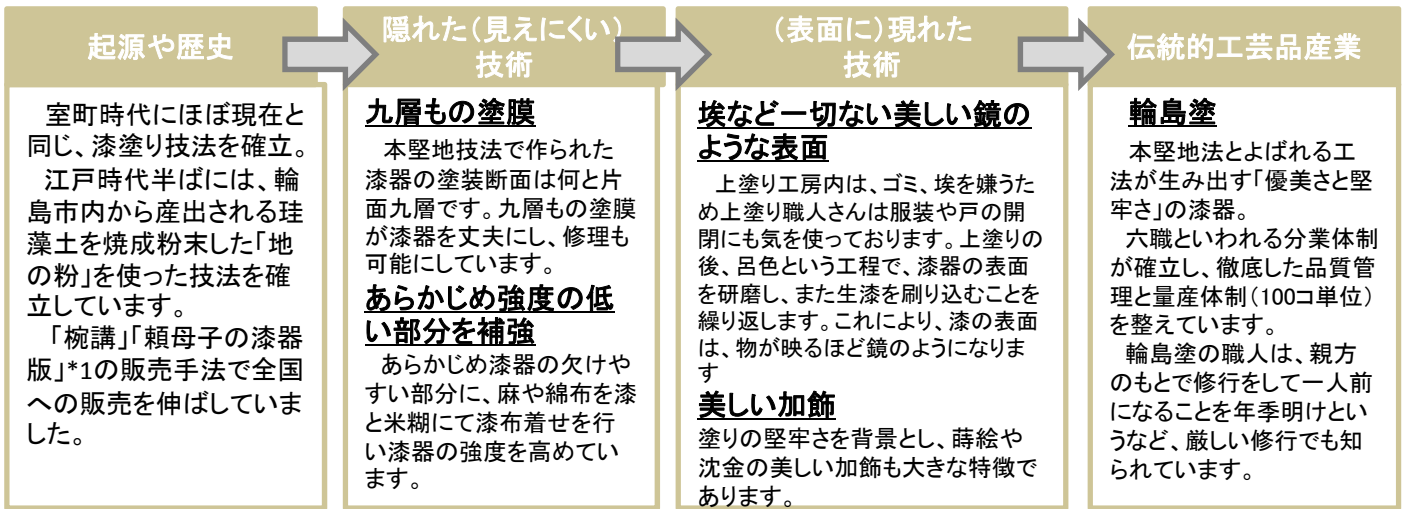 起源や歴史
室町時代にほぼ現在と
同じ、漆塗り技法を確立。
江戸時代半ばには、輪
島市内から産出される珪
藻土を焼成粉末した「地
の粉」を使った技法を確
立しています。
「椀講」「頼母子の漆器
版」*1の販売手法で全国
への販売を伸ばしていま
した。
隠れた（見えにくい）
技術
九層もの塗膜
本堅地技法で作られた
漆器の塗装断面は何と片
面九層です。九層もの塗膜
が漆器を丈夫にし、修理も
可能にしています。
あらかじめ強度の低
い部分を補強
あらかじめ漆器の欠けや
すい部分に、麻や綿布を漆
と米糊にて漆布着せを行
い漆器の強度を高めてい
ます。
（表面に）現れた
技術
埃など一切ない美しい鏡の
ような表面
上塗り工房内は、ゴミ、埃を嫌うた
め上塗り職人さんは服装や戸の開
閉にも気を使っております。上塗りの
後、呂色という工程で、漆器の表面
を研磨し、また生漆を刷り込むことを
繰り返します。これにより、漆の表面
は、物が映るほど鏡のようになりま
す
美しい加飾
塗りの堅牢さを背景とし、蒔絵や
沈金の美しい加飾も大きな特徴で
あります。
伝統的工芸品産業
輪島塗
本堅地法とよばれる工
法が生み出す「優美さと堅
牢さ」の漆器。
六職といわれる分業体制
が確立し、徹底した品質管
理と量産体制（100コ単位）
を整えています。
輪島塗の職人は、親方
のもとで修行をして一人前
になることを年季明けとい
うなど、厳しい修行でも知
られています。